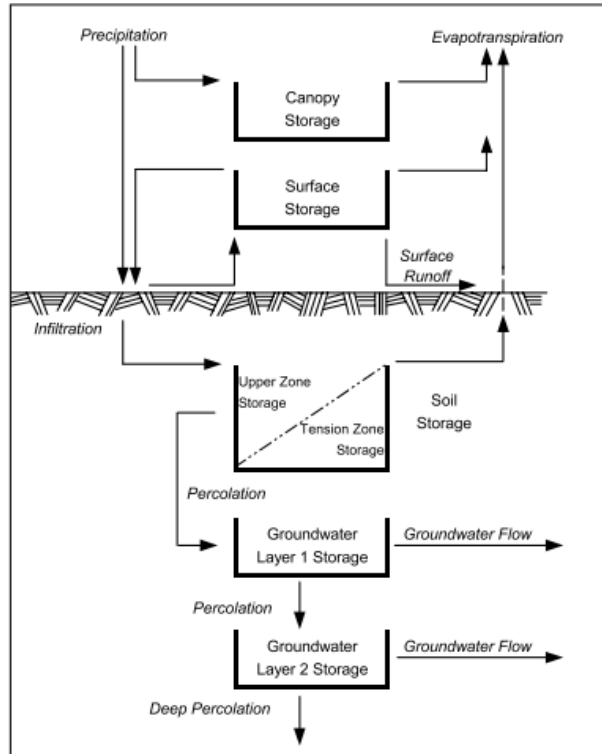 Precipitation
Evapotranspiration
Canopy
Storage
Surface
Storage
Surface
Runoff
Infiltration
Upper Zone
Storage
Tension Zone
Storage
Soil
Storage
Percolation
Groundwater
Layer 1 Storage
Groundwater Flow
Percolation
Groundwater
Layer 2 Storage
Groundwater Flow
Deep Percolation